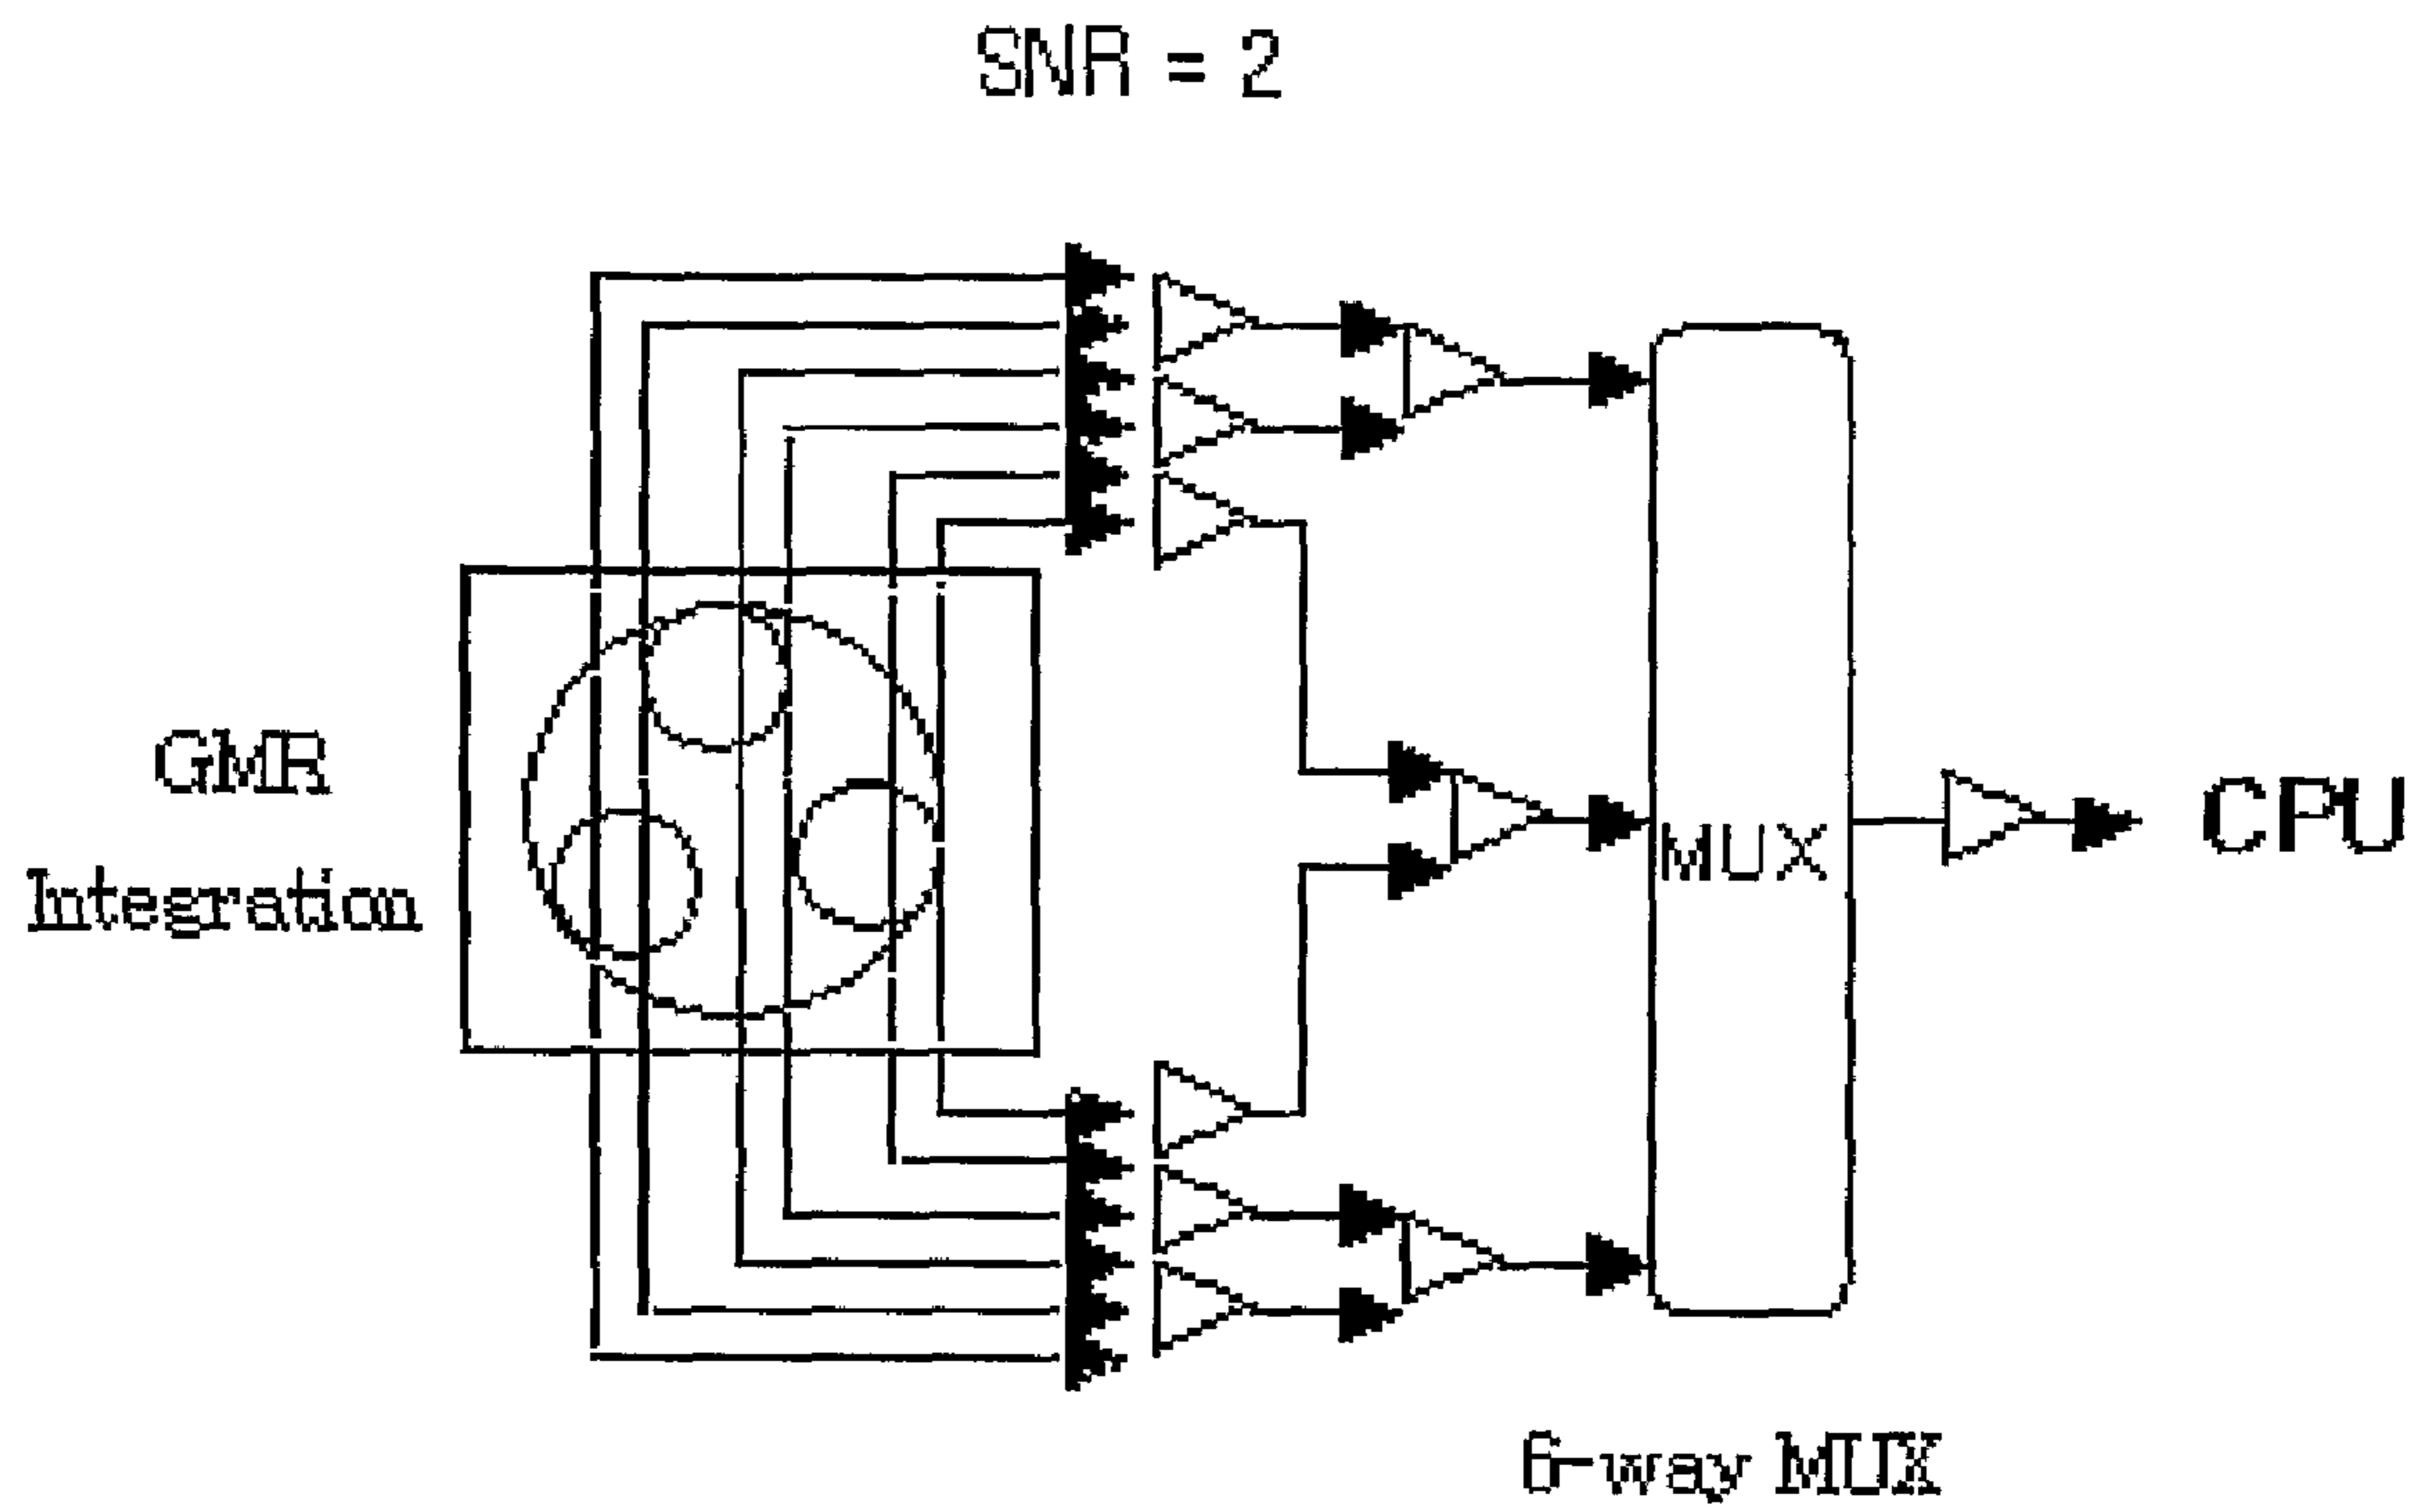 SNR = 2
GMR
Integration
MUX
CPU
6-way MUX